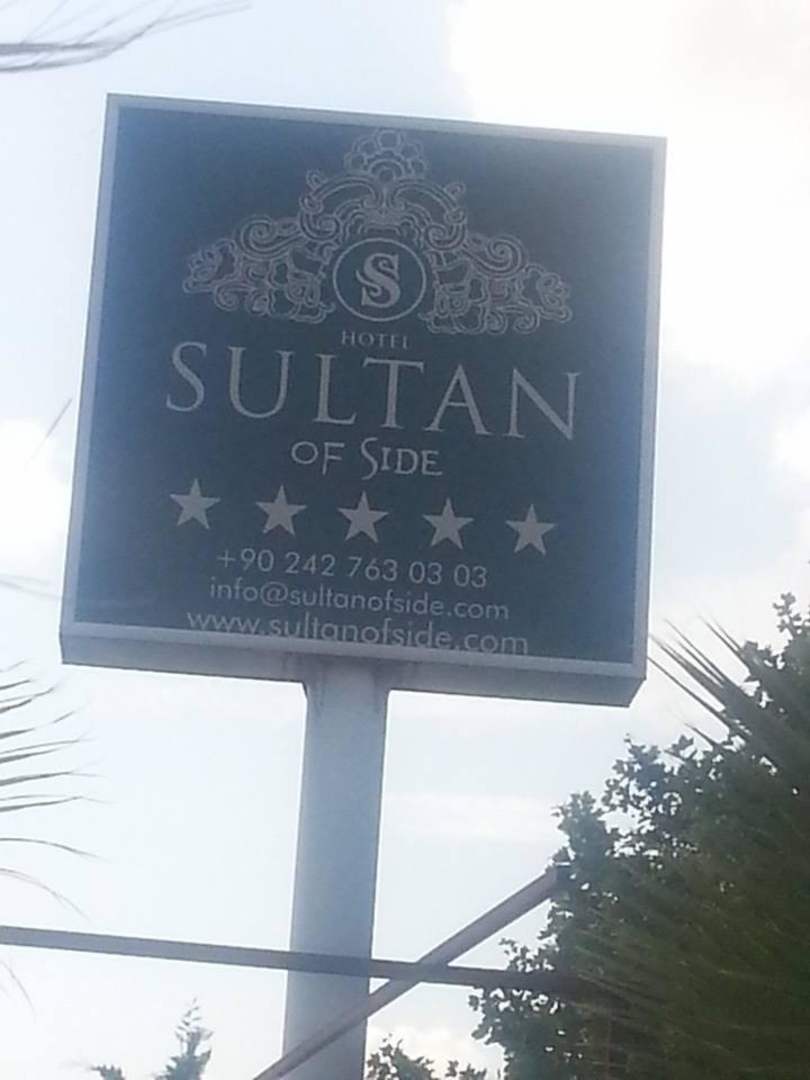 S
HOTEL
SULTAN
OF SIDE
+90 242 763 03 03
info@sultanofside.com
www.sultanofside.com